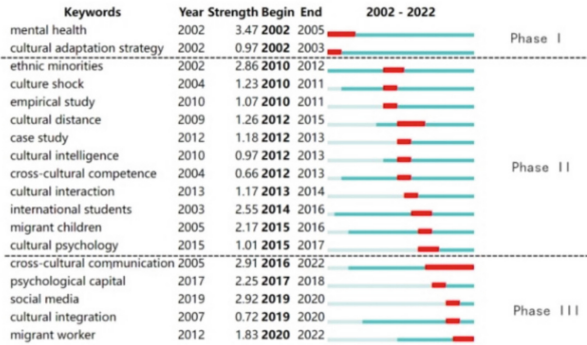 Keywords Year Strength Begin End 2002 - 2022
mental health 2002 3.47 2002 2005
Phase I
cultural adaptation strategy 2002 0.97 2002 2003
ethnic minorities 2002 2.86 2010 2012
culture shock 2004 1.23 2010 2011
empirical study 2010 1.07 2010 2011
cultural distance 2009 1.26 2012 2015
case study 2012 1.18 2012 2013
cultural intelligence 2010 0.97 2012 2013
Phase II
cross-cultural competence 2004 0.66 2012 2013
cultural interaction 2013 1.17 2013 2014
international students 2003 2.55 2014 2016
migrant children 2005 2.17 2015 2016
cultural psychology 2015 1.01 2015 2017
cross-cultural communication 2005 2.91 2016 2022
psychological capital 2017 2.25 2017 2018
social media 2019 2.92 2019 2020
Phase III
cultural integration 2007 0.72 2019 2020
migrant worker 2012 1.83 2020 2022